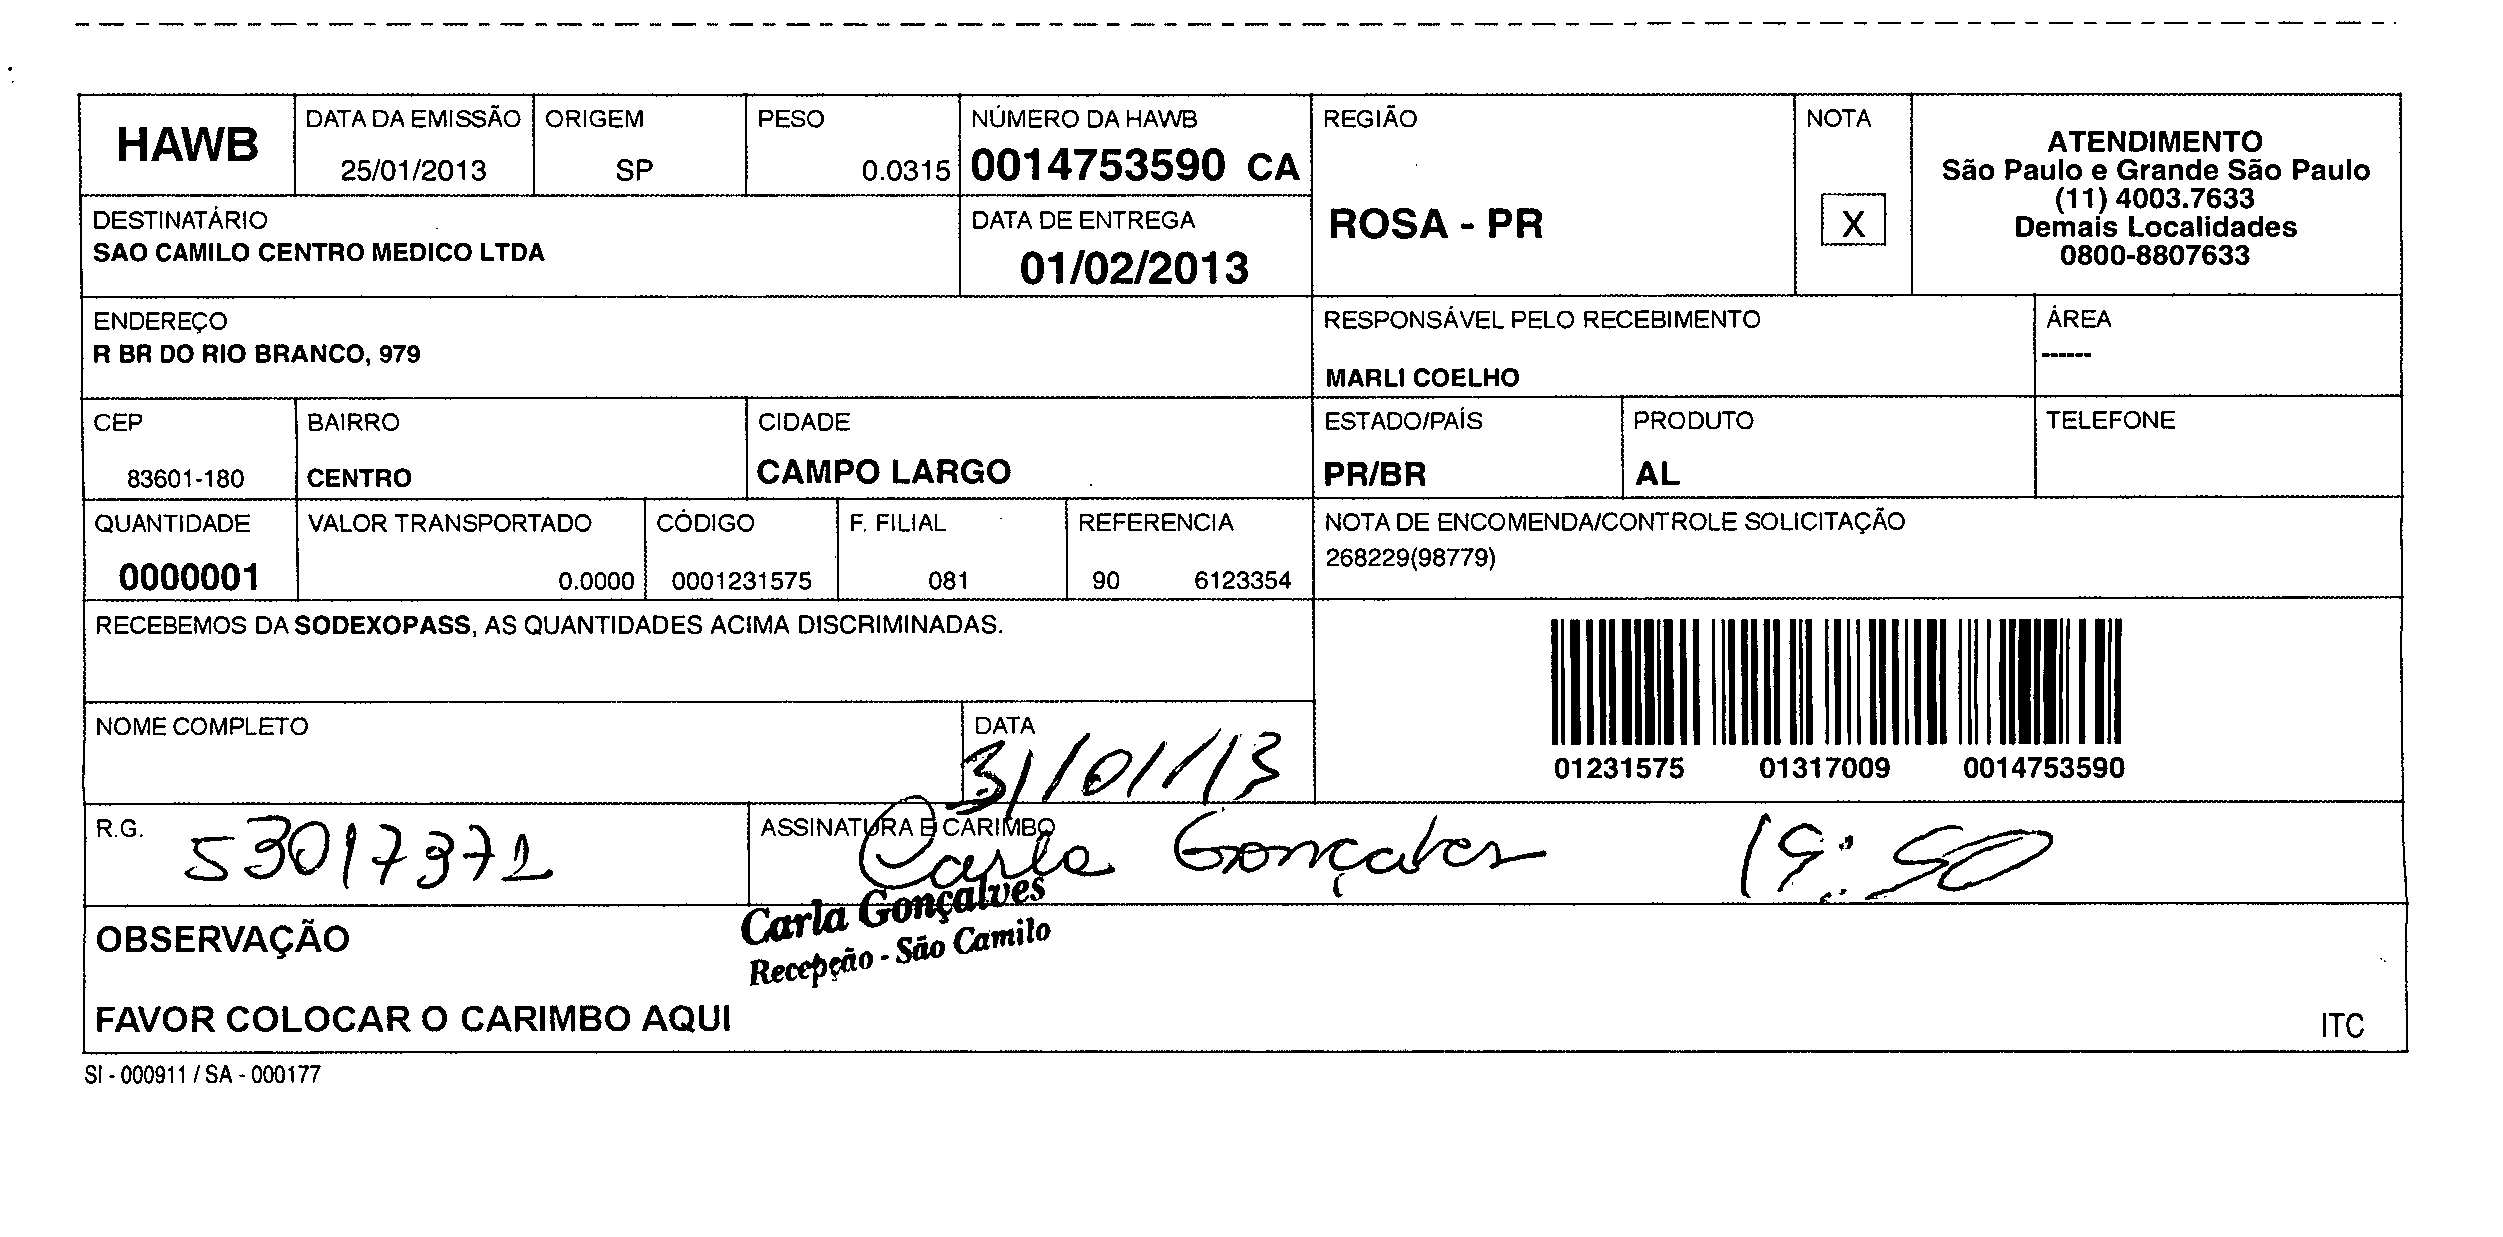 HAWB
DATA DA EMISSÃO
25/01/2013
ORIGEM
SP
PESO
0.0315
NÚMERO DA HAWB
0014753590 CA
REGIÃO
ROSA - PR
NOTA
X
ATENDIMENTO
São Paulo e Grande São Paulo
(11) 4003.7633
Demais Localidades
0800-8807633
DESTINATÁRIO
SAO CAMILO CENTRO MEDICO LTDA
DATA DE ENTREGA
01/02/2013
ENDEREÇO
R BR DO RIO BRANCO, 979
RESPONSÁVEL PELO RECEBIMENTO
MARLI COELHO
ÁREA
------
CEP
83601-180
BAIRRO
CENTRO
CIDADE
CAMPO LARGO
ESTADO/PAÍS
PR/BR
PRODUTO
AL
TELEFONE
QUANTIDADE
0000001
VALOR TRANSPORTADO
0.0000
CÓDIGO
0001231575
F. FILIAL
081
REFERENCIA
90 6123354
NOTA DE ENCOMENDA/CONTROLE SOLICITAÇÃO
268229(98779)
RECEBEMOS DA SODEXOPASS, AS QUANTIDADES ACIMA DISCRIMINADAS.
01231575 01317009 0014753590
NOME COMPLETO
DATA
31/01/13
R.G.
53017372
ASSINATURA E CARIMBO
Carla Gonçalves
Carla Gonçalves
Recepção - São Camilo
OBSERVAÇÃO
FAVOR COLOCAR O CARIMBO AQUI
ITC
SI - 000911 / SA - 000177